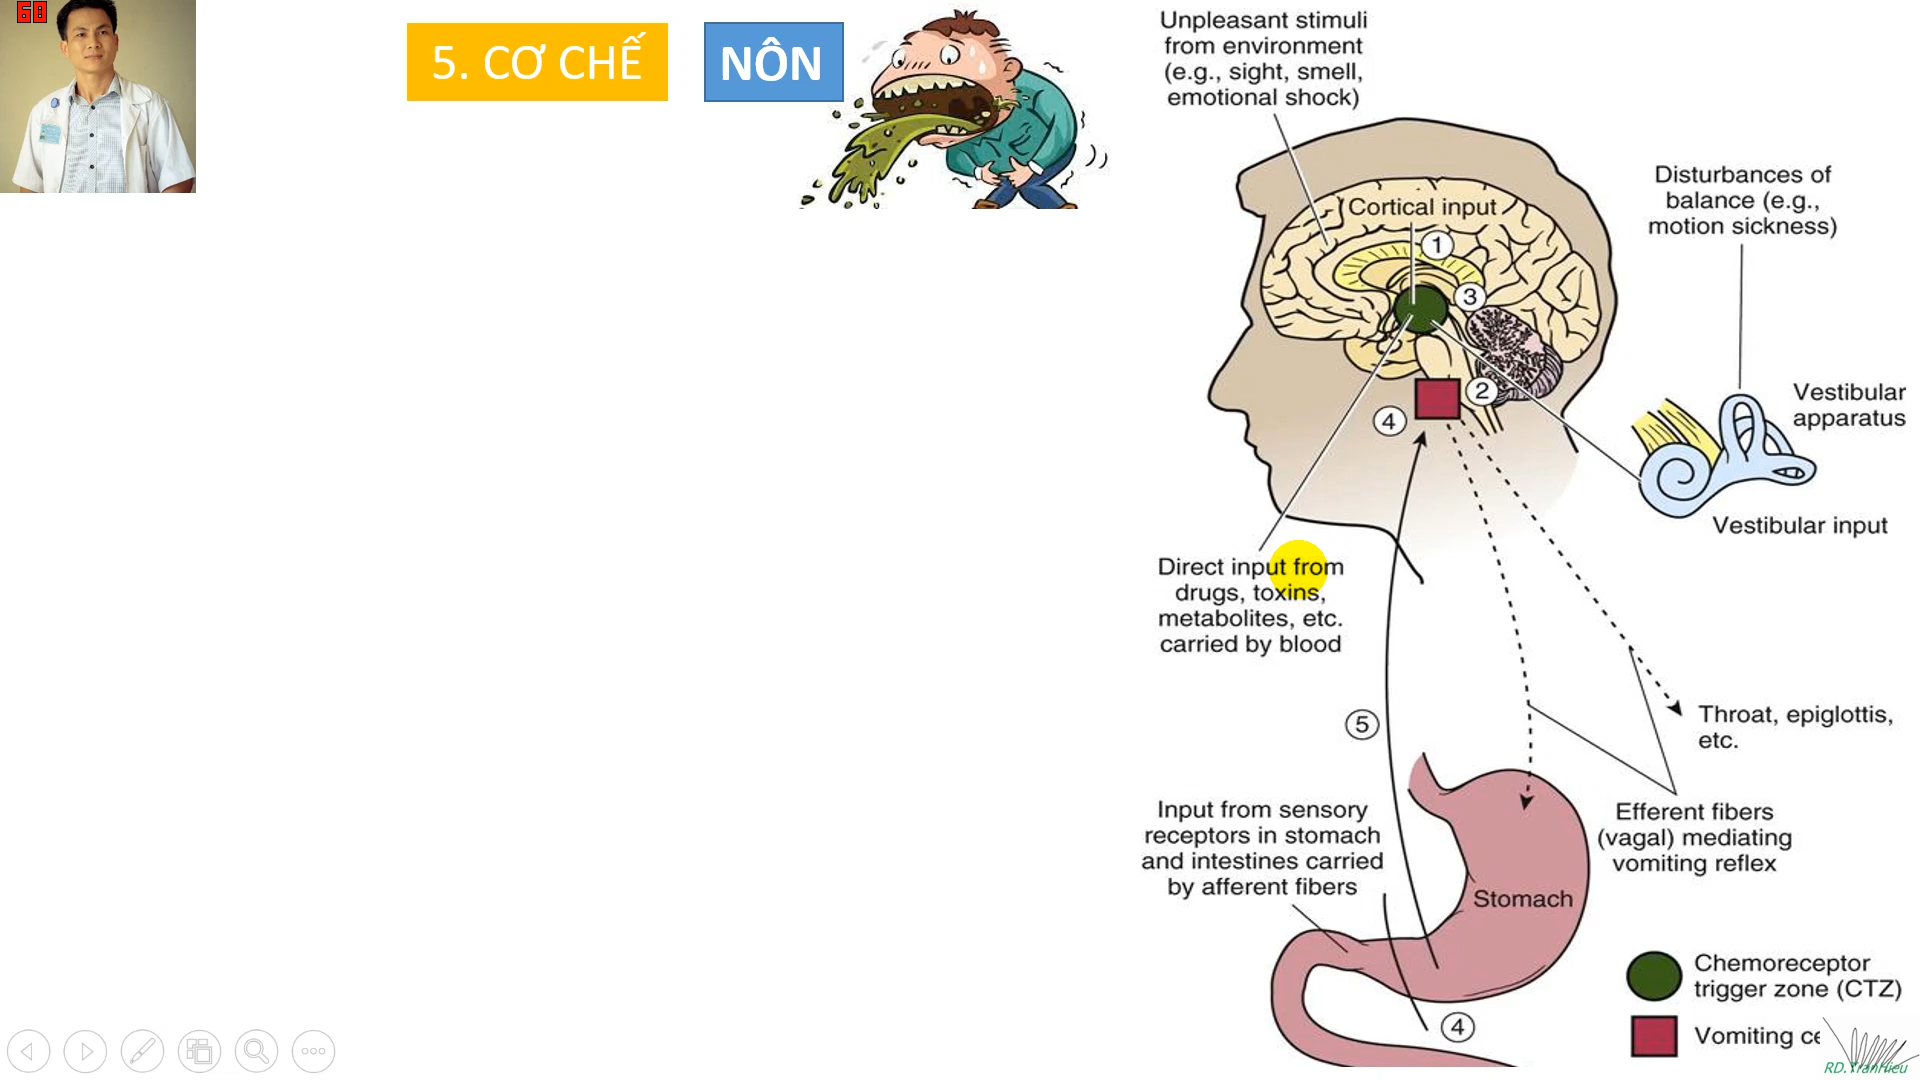 60
5. CƠ CHẾ
NÔN
Unpleasant stimuli
from environment
(e.g., sight, smell,
emotional shock)
Cortical input
1
3
2
4
Disturbances of
balance (e.g.,
motion sickness)
Vestibular
apparatus
Vestibular input
Direct input from
drugs, toxins,
metabolites, etc.
carried by blood
5
Throat, epiglottis,
etc.
Input from sensory
receptors in stomach
and intestines carried
by afferent fibers
Efferent fibers
(vagal) mediating
vomiting reflex
Stomach
4
Chemoreceptor
trigger zone (CTZ)
Vomiting ce
RD.TranHieu